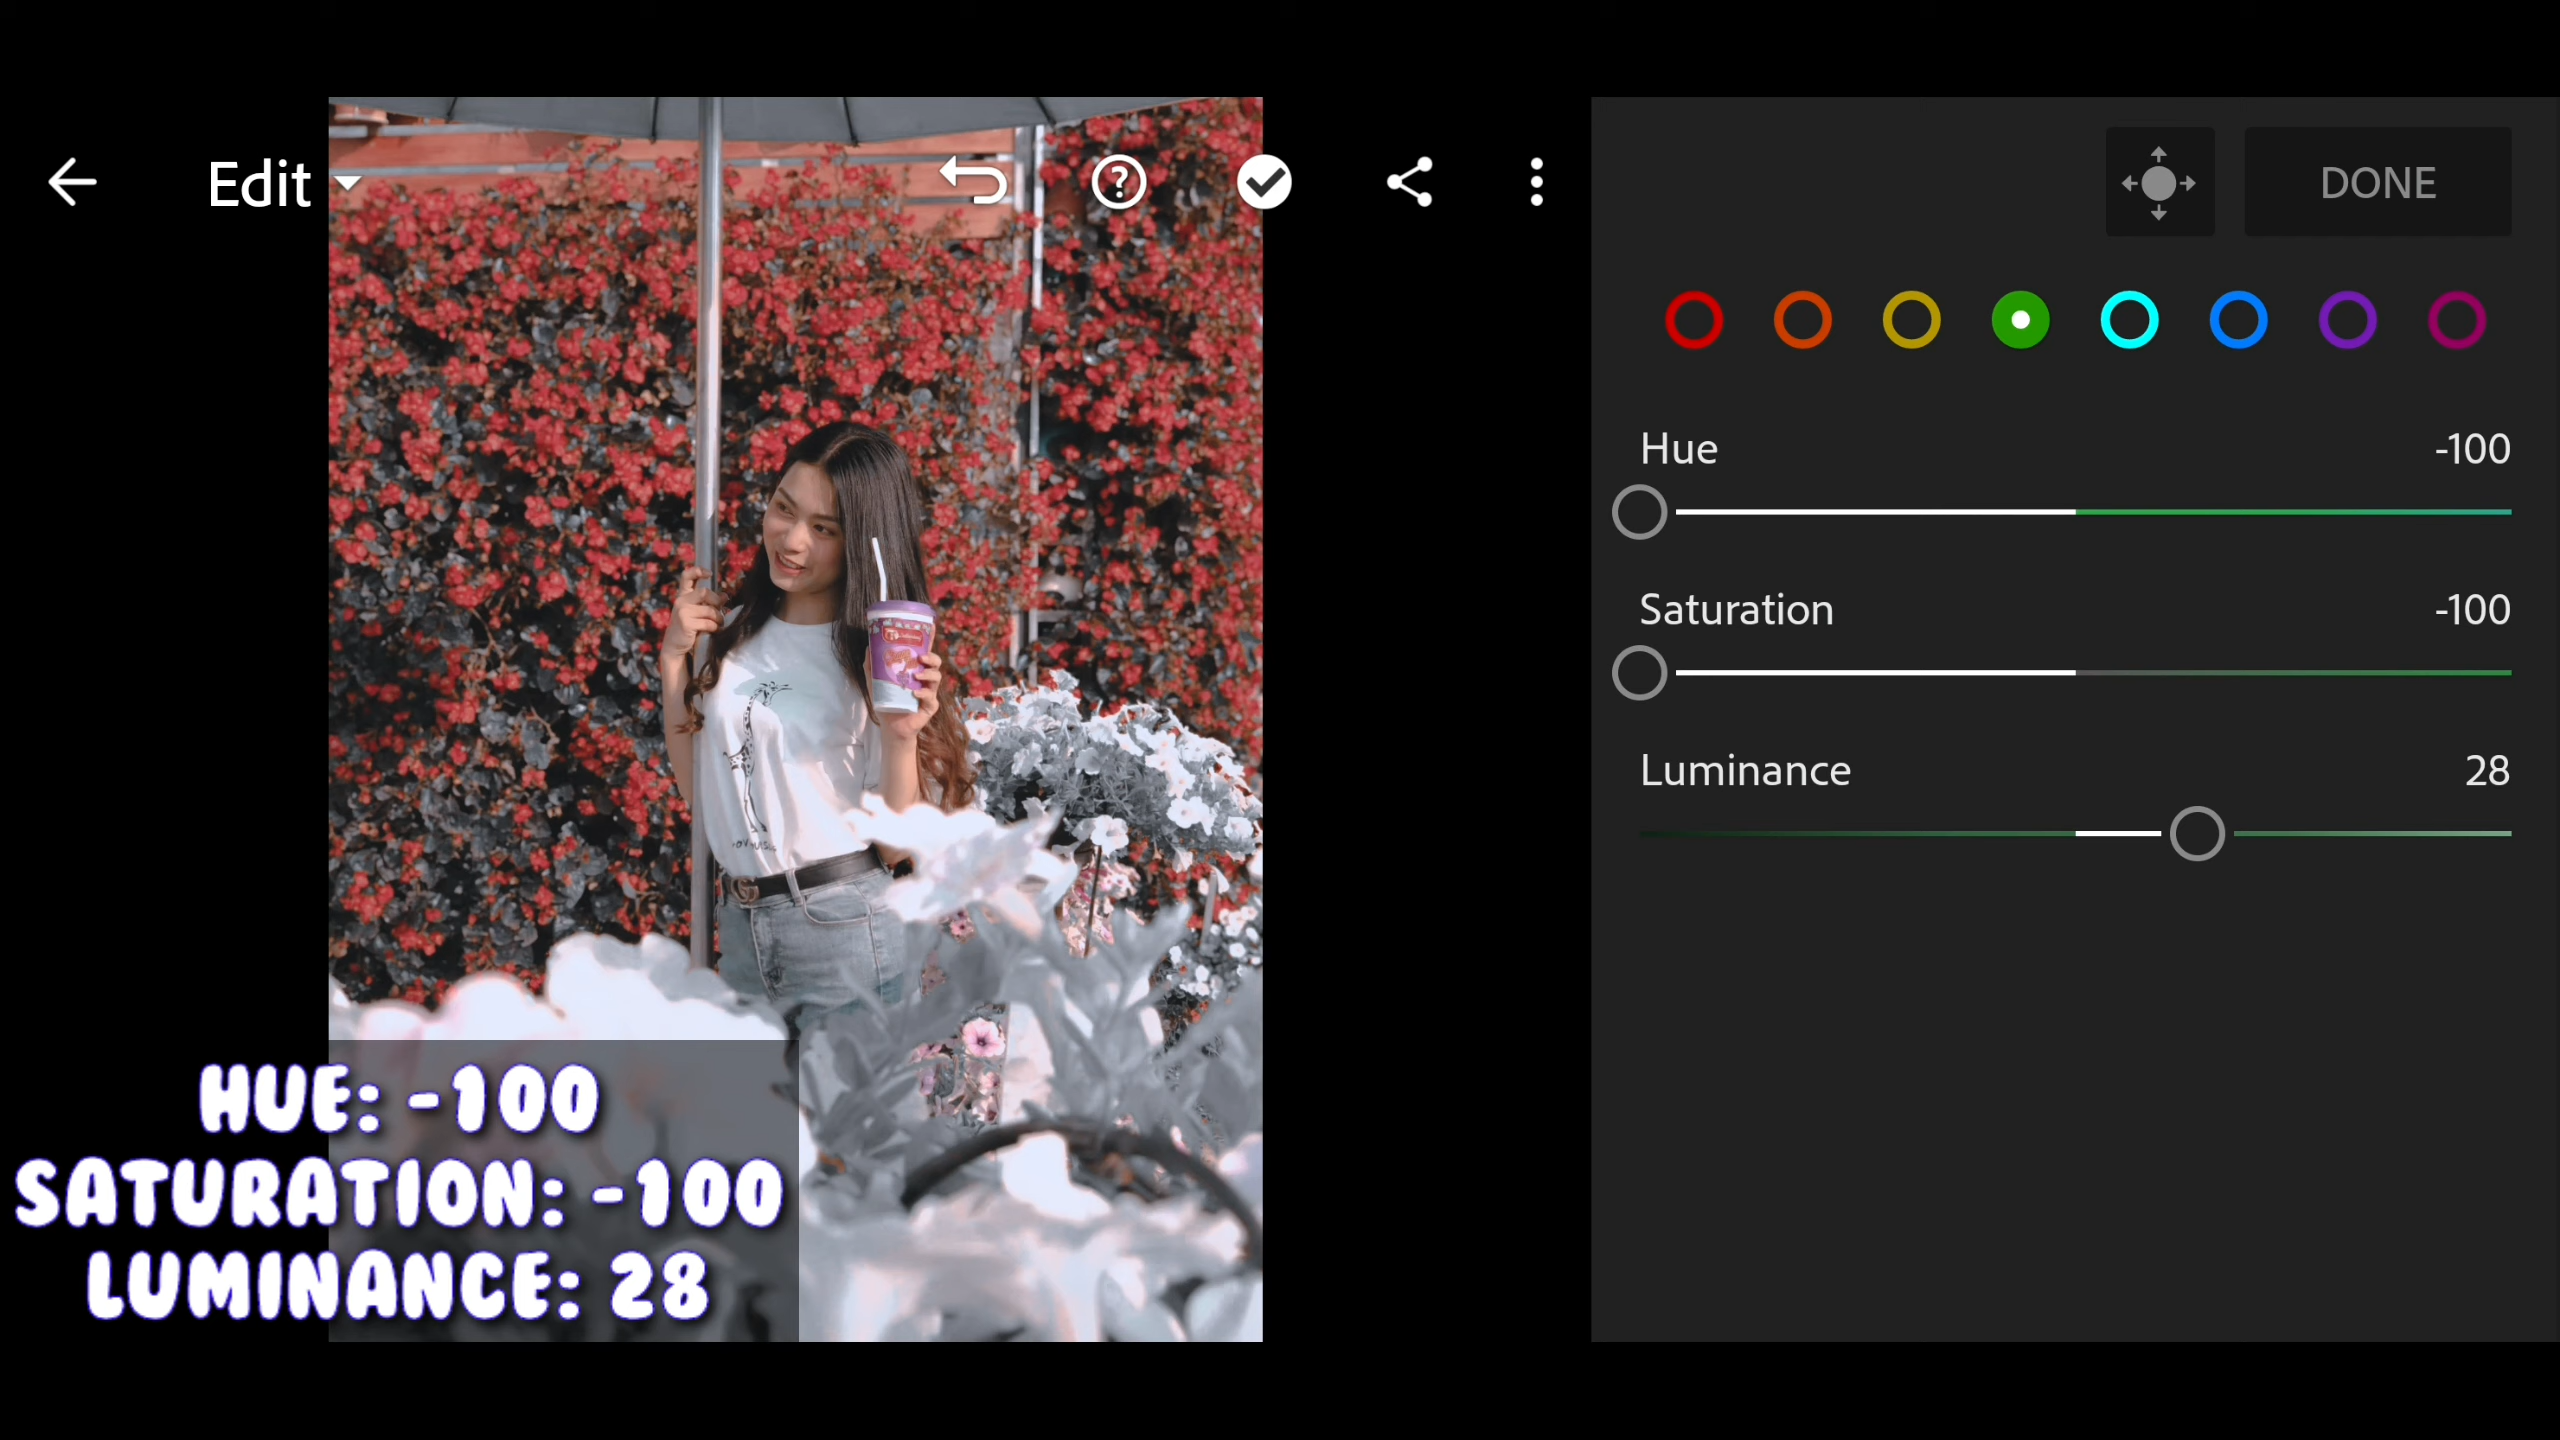 Edit
DONE
Hue -100
Saturation -100
Luminance 28
HUE: -100
SATURATION: -100
LUMINANCE: 28